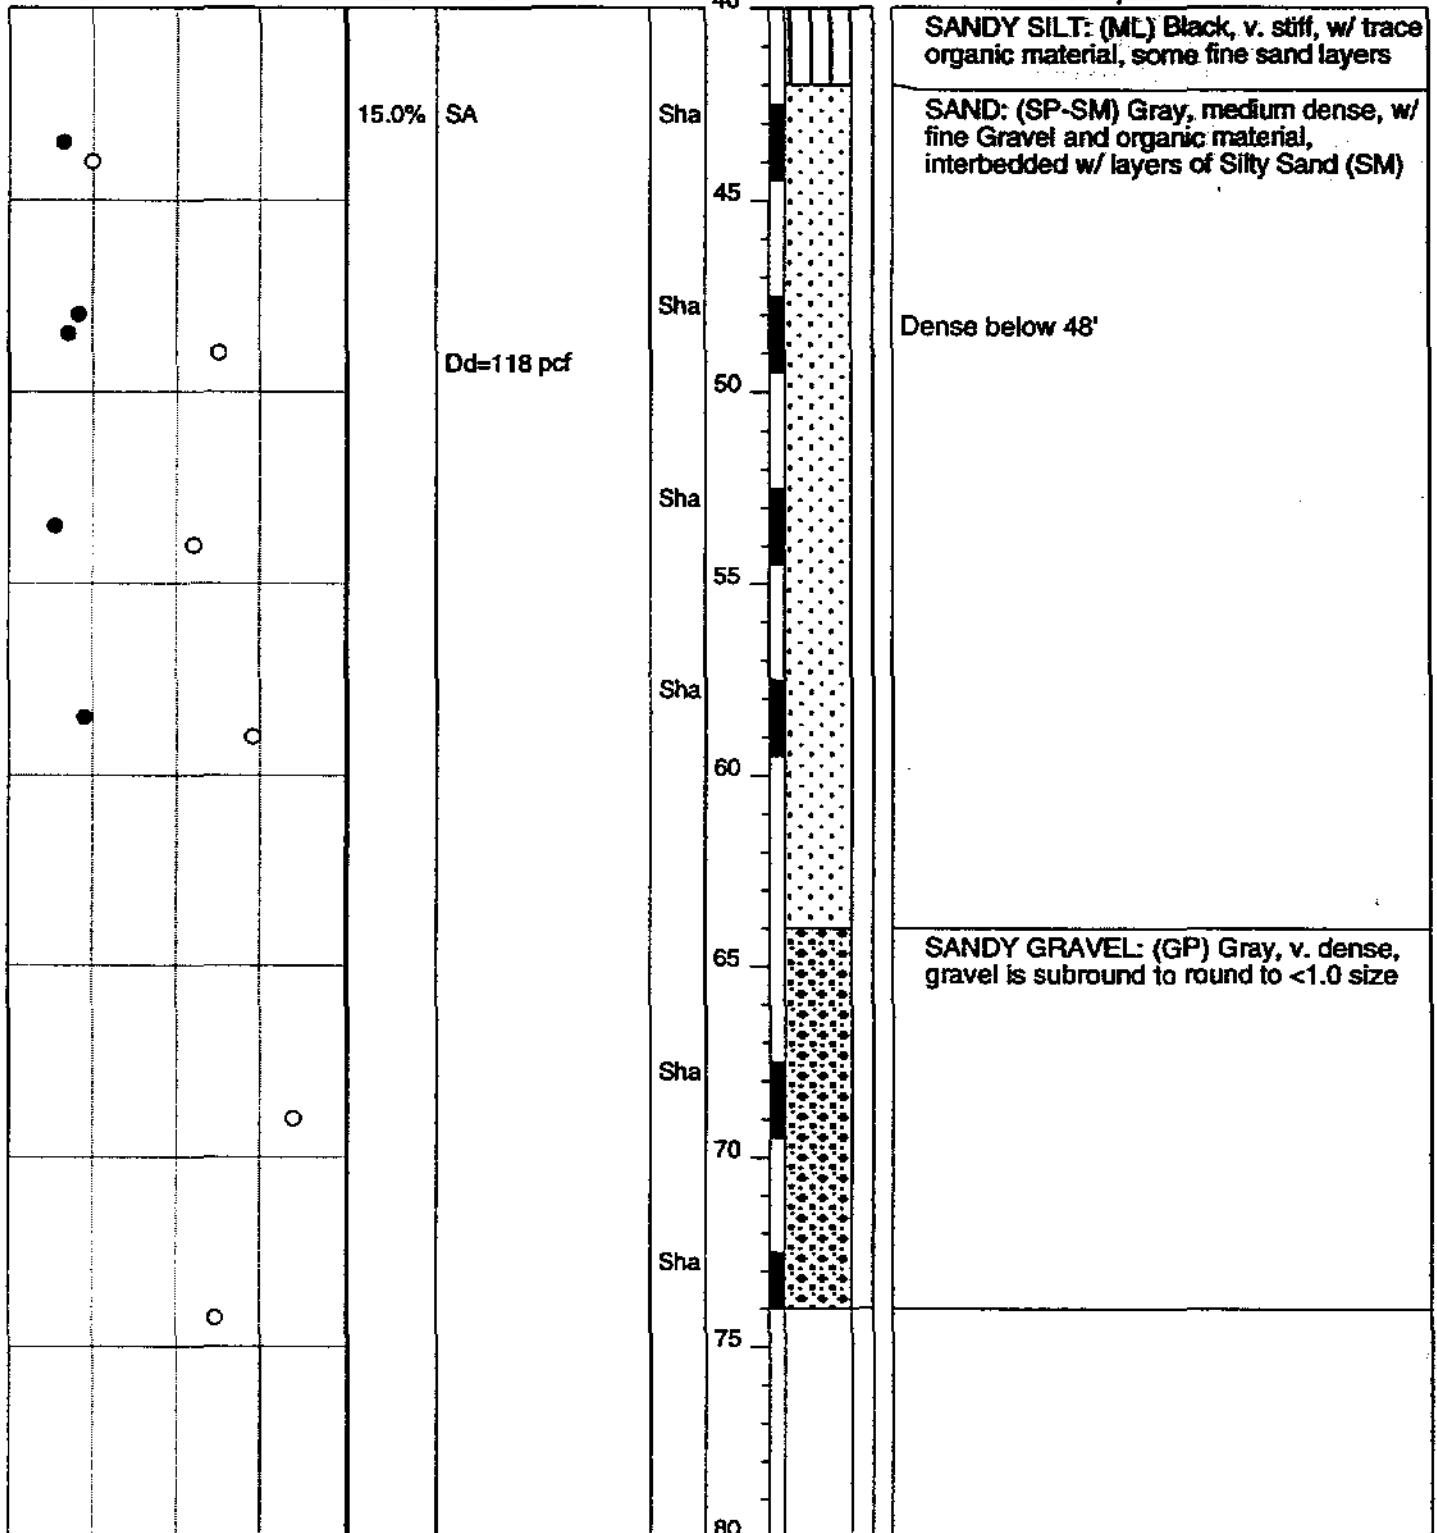 40
SANDY SILT: (ML) Black, v. stiff, w/ trace
organic material, some fine sand layers
15.0% SA Sha
SAND: (SP-SM) Gray, medium dense, w/
fine Gravel and organic material,
interbedded w/ layers of Silty Sand (SM)
45
Sha
Dense below 48'
Dd=118 pcf
50
Sha
55
Sha
60
SANDY GRAVEL: (GP) Gray, v. dense,
gravel is subround to round to <1.0 size
65
Sha
70
Sha
75
80